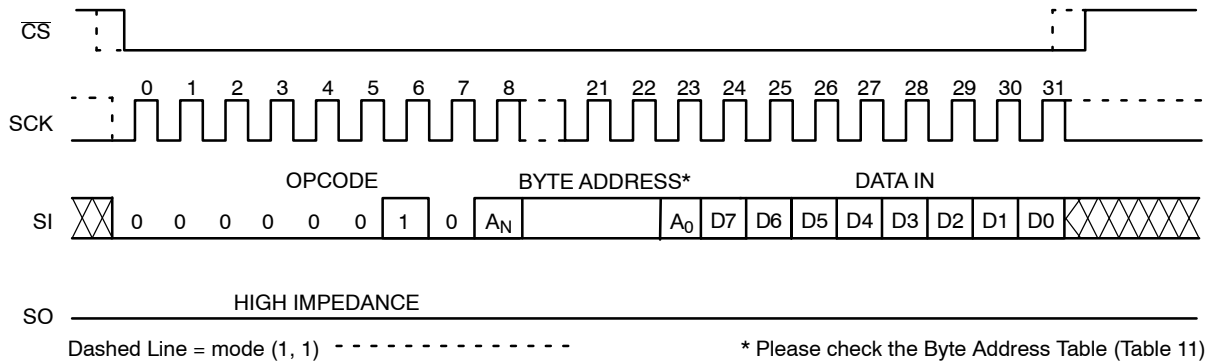 CS
0 1 2 3 4 5 6 7 8 21 22 23 24 25 26 27 28 29 30 31
SCK
OPCODE BYTE ADDRESS* DATA IN
SI 0 0 0 0 0 0 1 0 AN A0 D7 D6 D5 D4 D3 D2 D1 D0
HIGH IMPEDANCE
SO
Dashed Line = mode (1, 1) * Please check the Byte Address Table (Table 11)